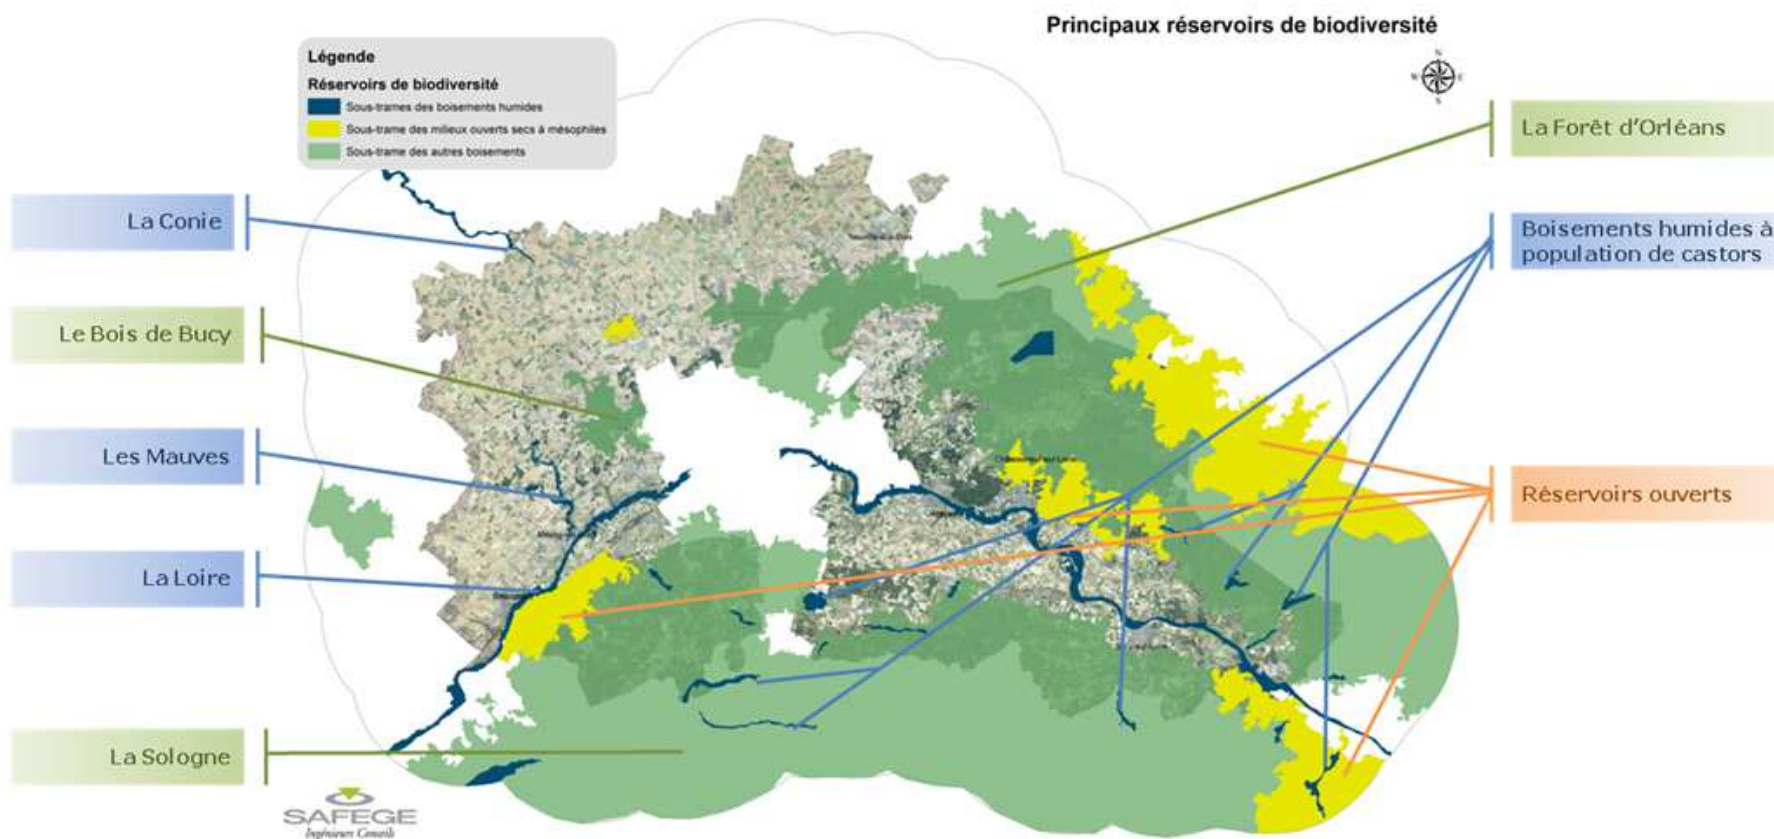 Principaux réservoirs de biodiversité
Légende
Réservoirs de biodiversité
Sous-trames des boisements humides
Sous-trame des milieux ouverts secs à mésophiles
Sous-trame des autres boisements
N
W
E
S
La Forêt d'Orléans
La Conie
Boisements humides à
population de castors
Le Bois de Bucy
Les Mauves
Réservoirs ouverts
La Loire
La Sologne
SAFEGE
Ingénieurs Conseils